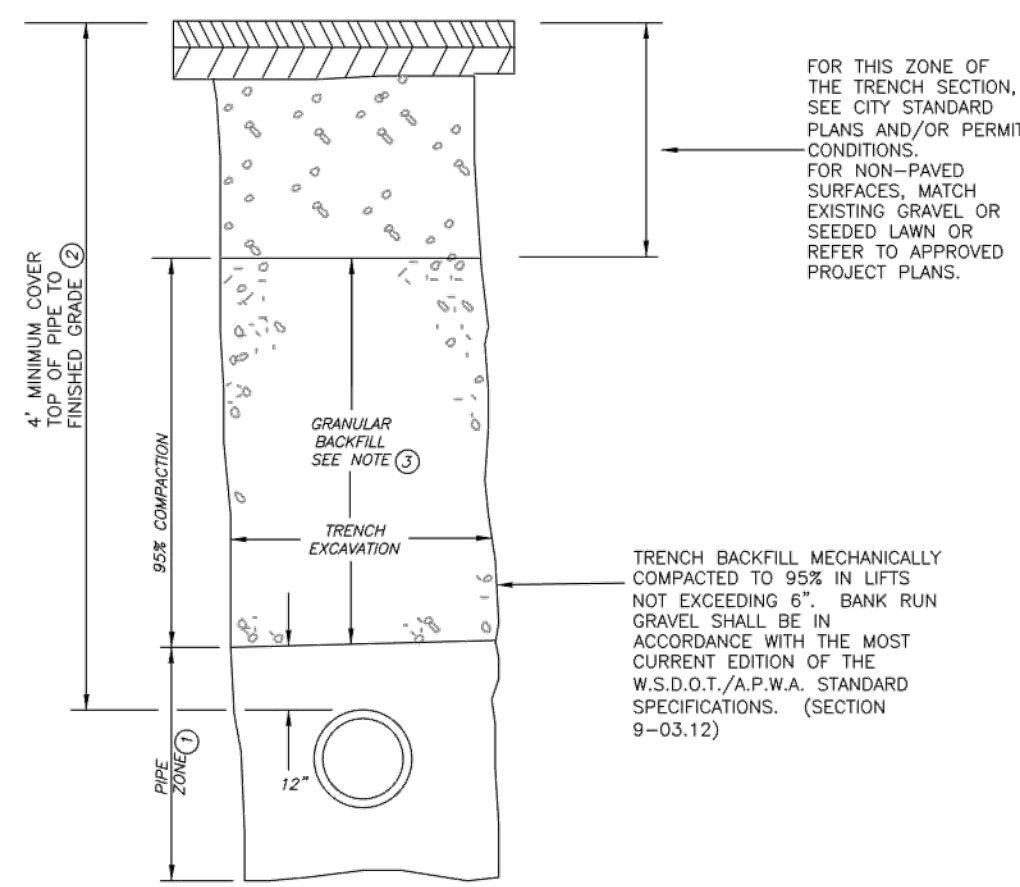 FOR THIS ZONE OF
THE TRENCH SECTION,
SEE CITY STANDARD
PLANS AND/OR PERMIT
CONDITIONS.
FOR NON-PAVED
SURFACES, MATCH
EXISTING GRAVEL OR
SEEDED LAWN OR
REFER TO APPROVED
PROJECT PLANS.
4' MINIMUM COVER
TOP OF PIPE TO
FINISHED GRADE 2
95% COMPACTION
GRANULAR
BACKFILL
SEE NOTE 3
TRENCH
EXCAVATION
TRENCH BACKFILL MECHANICALLY
COMPACTED TO 95% IN LIFTS
NOT EXCEEDING 6". BANK RUN
GRAVEL SHALL BE IN
ACCORDANCE WITH THE MOST
CURRENT EDITION OF THE
W.S.D.O.T./A.P.W.A. STANDARD
SPECIFICATIONS. (SECTION
9-03.12)
PIPE
ZONE 1
12"